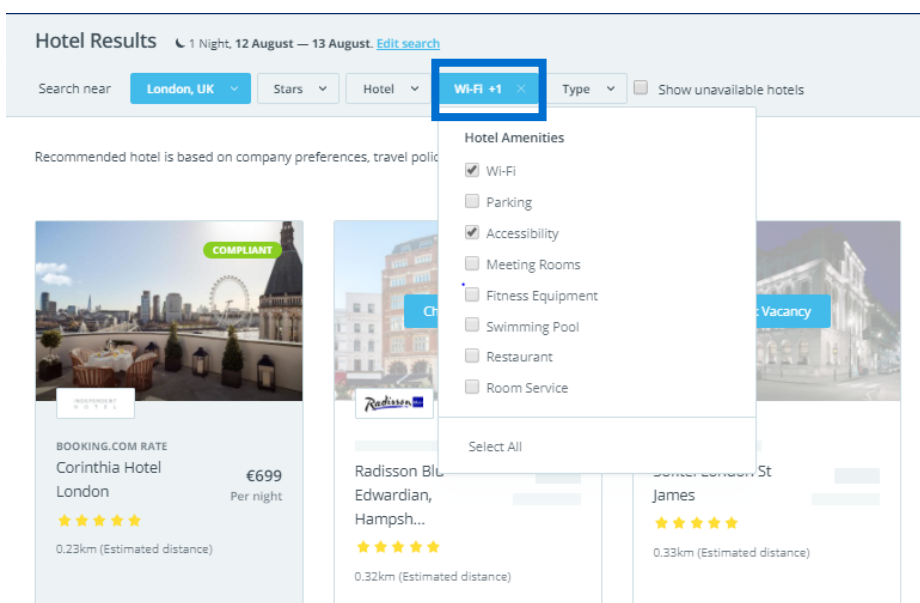 Hotel Results 1 Night, 12 August — 13 August. Edit search
Search near London, UK Stars Hotel Wi-Fi +1 Type Show unavailable hotels
Recommended hotel is based on company preferences, travel polic
Hotel Amenities
Wi-Fi
Parking
Accessibility
Meeting Rooms
Fitness Equipment
Swimming Pool
Restaurant
Room Service
Select All
COMPLIANT
INDEPENDENT
HOTEL
BOOKING.COM RATE
Corinthia Hotel
London
€699
Per night
0.23km (Estimated distance)
Ch
Radisson
Radisson Blu
Edwardian,
Hampsh...
0.32km (Estimated distance)
Vacancy
Sofitel London St
James
0.33km (Estimated distance)